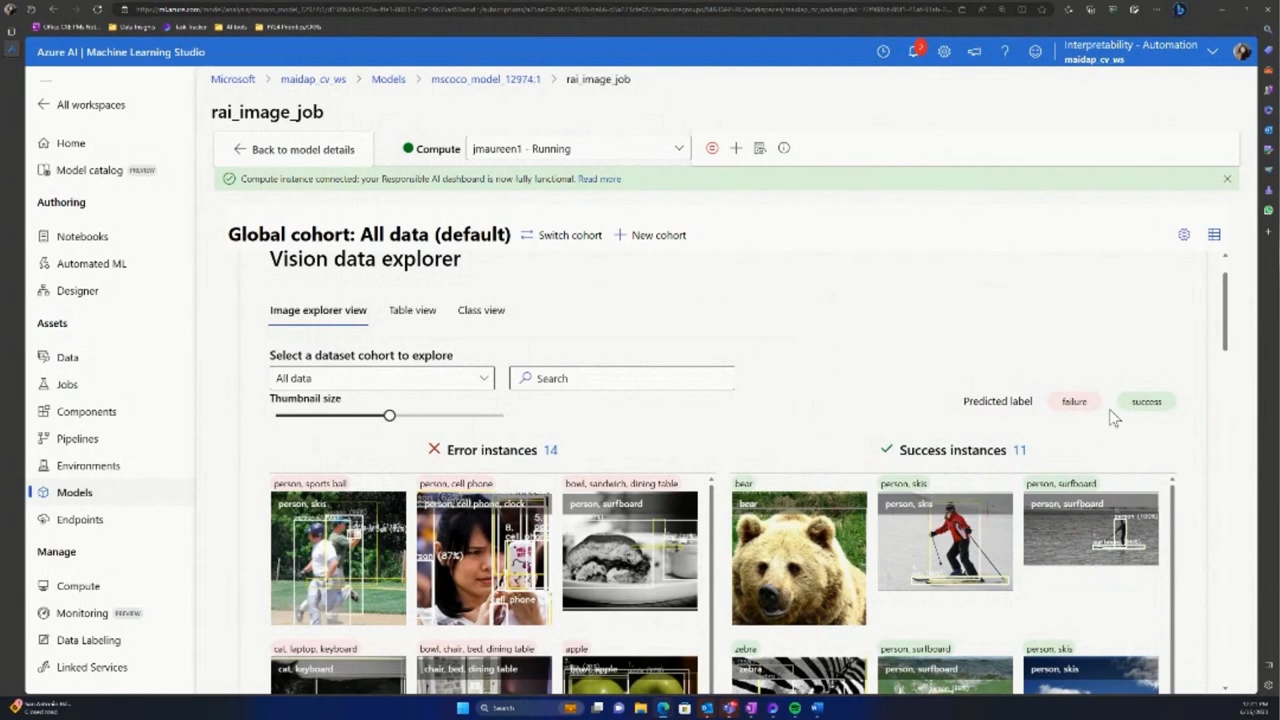 Azure AI | Machine Learning Studio
2
Interpretability - Automation
maidap_cv_ws
All workspaces
Home
Model catalog PREVIEW
Authoring
Notebooks
Automated ML
Designer
Assets
Data
Jobs
Components
Pipelines
Environments
Models
Endpoints
Manage
Compute
Monitoring PREVIEW
Data Labeling
Linked Services
Microsoft > maidap_cv_ws > Models > mscoco_model_12974:1 > rai_image_job
rai_image_job
Back to model details
Compute jmaureen1 - Running
Compute instance connected: your Responsible AI dashboard is now fully functional. Read more
Global cohort: All data (default) Switch cohort New cohort
Vision data explorer
Image explorer view Table view Class view
Select a dataset cohort to explore
All data Search
Thumbnail size
Predicted label failure success
Error instances 14
Success instances 11
person, sports ball person, cell phone bowl, sandwich, dining table
person, skis person, cell phone, clock person, surfboard
bear person, skis person, surfboard
bear person, skis person, surfboard
cat, laptop, keyboard bowl, chair, bed, dining table apple
cat, keyboard chair, bed, dining table bowl, apple
zebra person, surfboard person, skis
zebra person, surfboard person, skis
Search